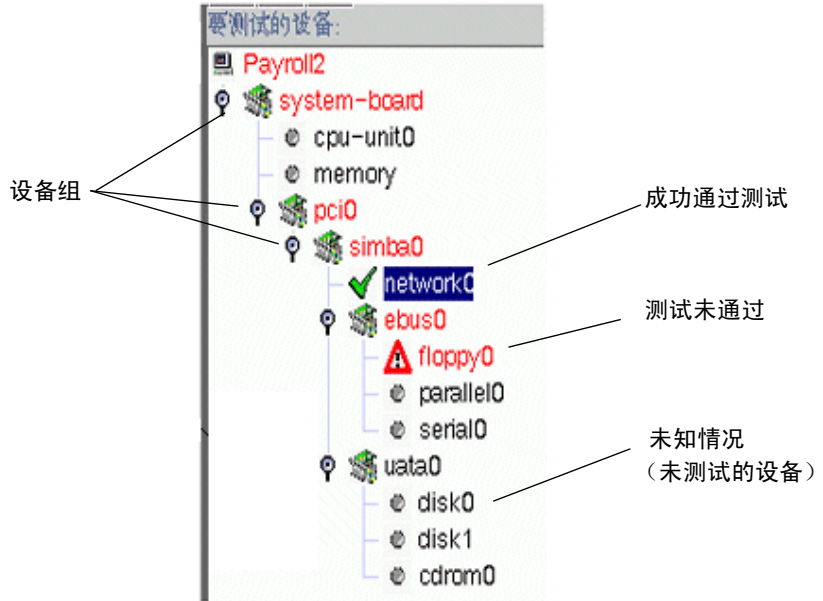 要测试的设备:
Payroll2
system-board
cpu-unit0
memory
设备组
pci0
成功通过测试
simba0
network0
测试未通过
ebus0
floppy0
parallel0
serial0
未知情况
（未测试的设备）
uata0
disk0
disk1
cdrom0